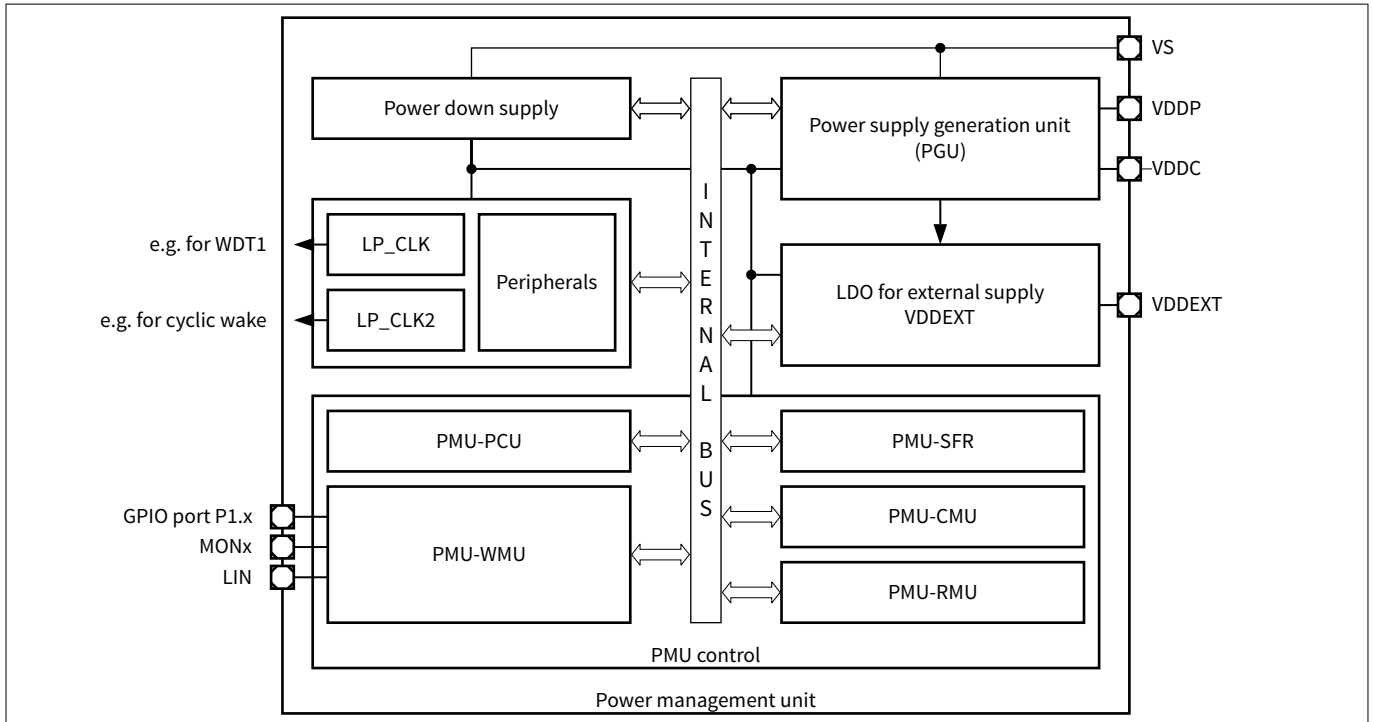 VS
Power down supply
VDDP
Power supply generation unit
(PGU)
VDDC
INTERNAL BUS
e.g. for WDT1
LP_CLK
Peripherals
LDO for external supply
VDDEXT
VDDEXT
e.g. for cyclic wake
LP_CLK2
PMU-PCU
PMU-SFR
GPIO port P1.x
MONx
LIN
PMU-WMU
PMU-CMU
PMU-RMU
PMU control
Power management unit